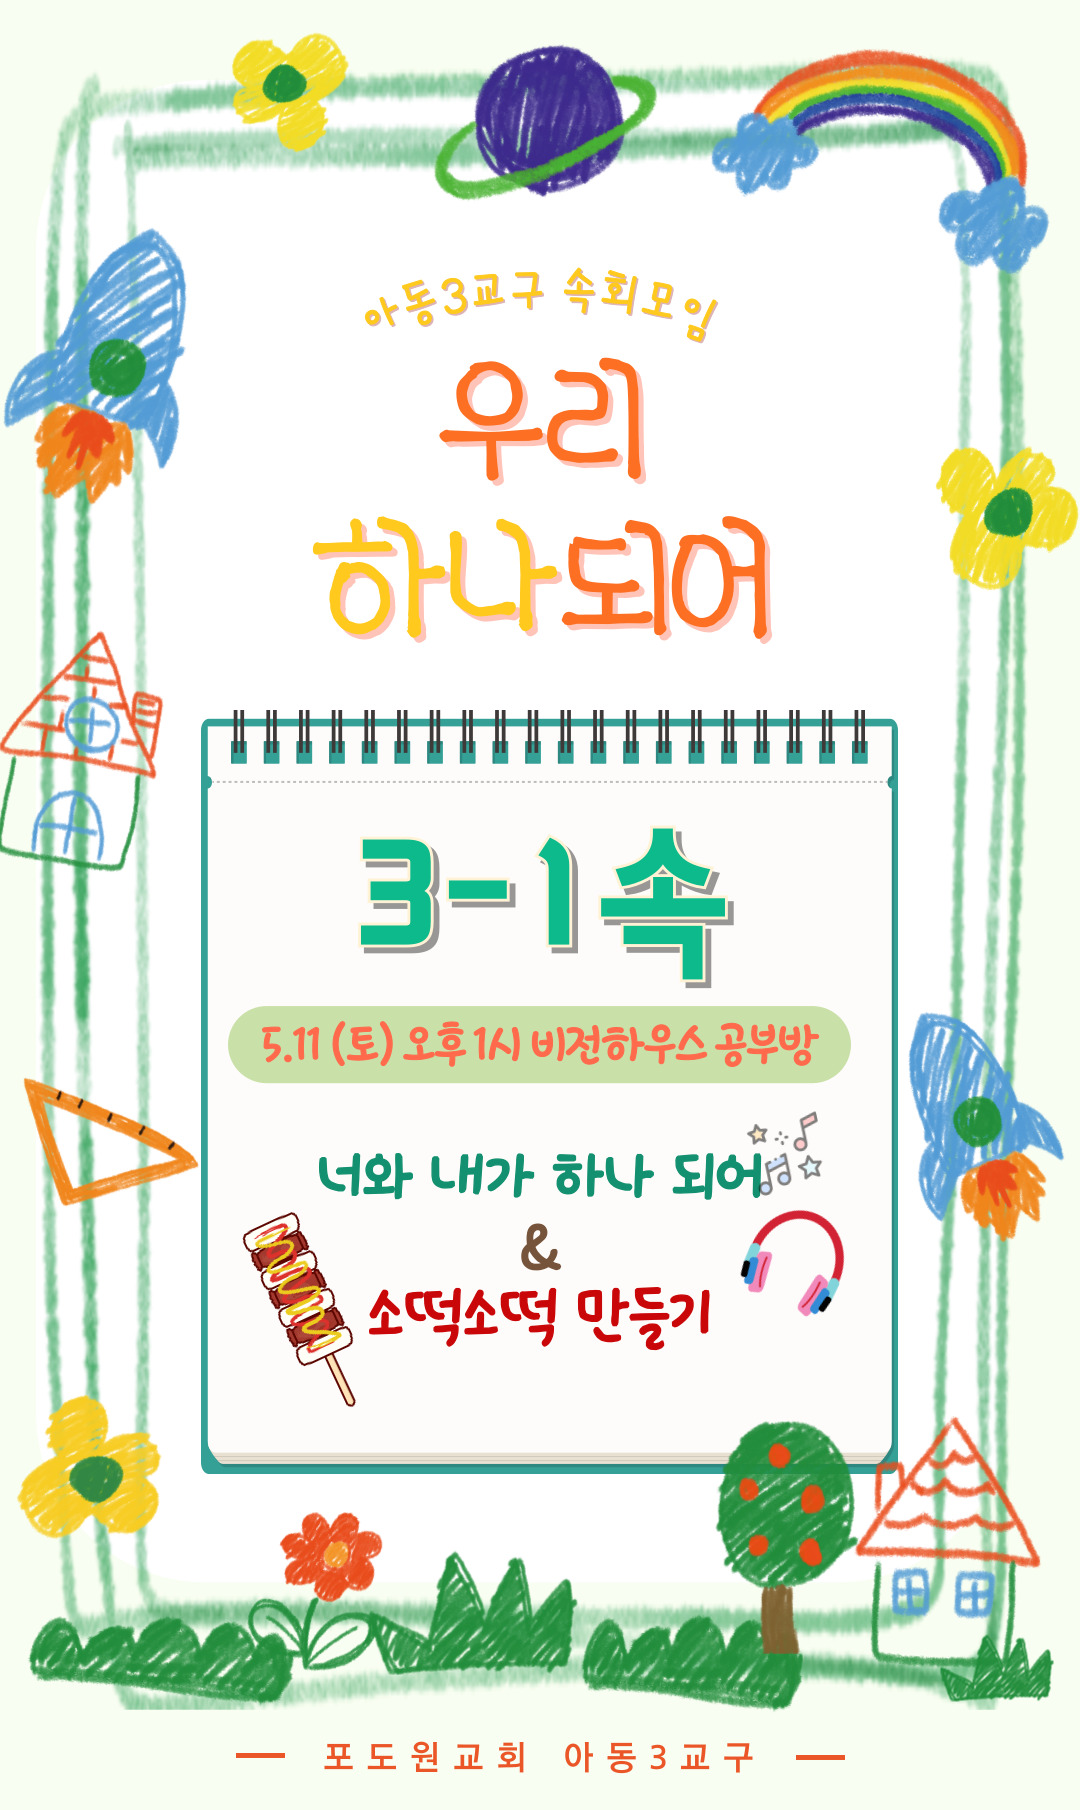 아동3교구 속회모임
우리
하나되어
3-1속
5.11 (토) 오후 1시 비전하우스 공부방
너와 내가 하나 되어
&
소떡소떡 만들기
포도원교회 아동3교구